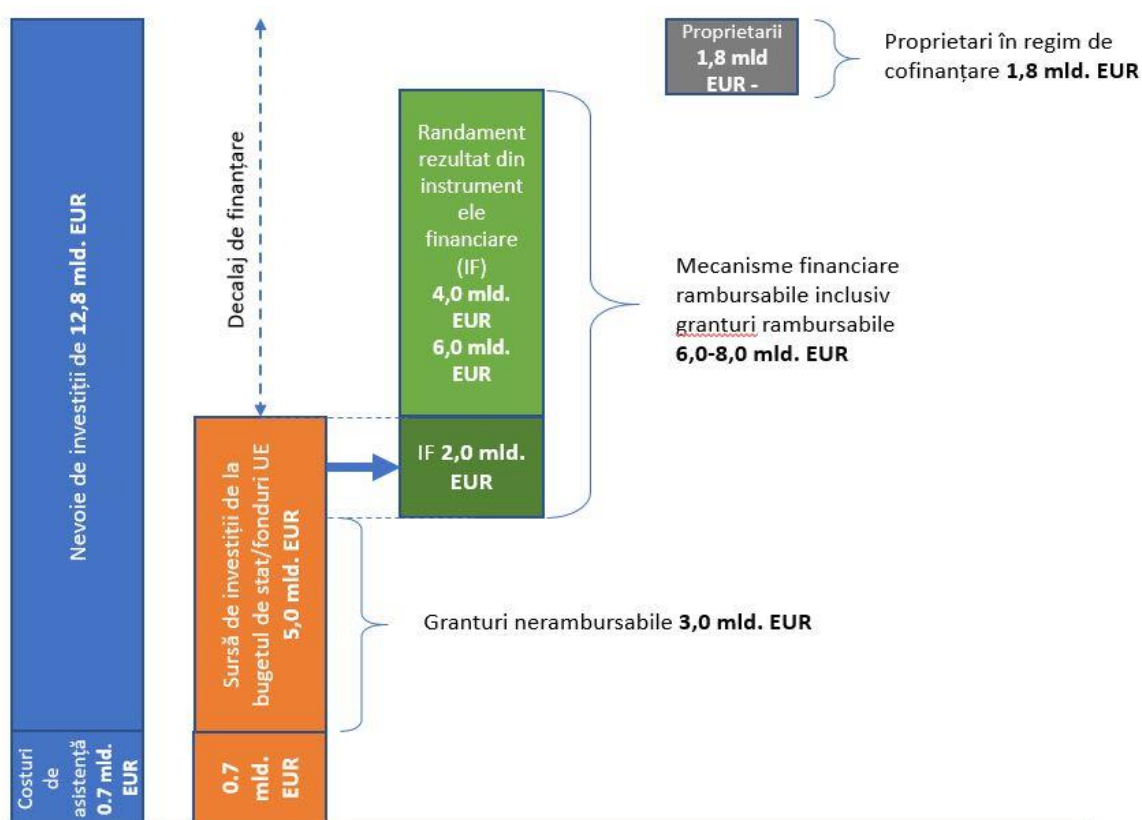 Nevoie de investiții de 12,8 mld. EUR
Costuri
de
asistență
0.7 mld.
EUR
Decalaj de finanțare
Sursă de investiții de la
bugetul de stat/fonduri UE
5,0 mld. EUR
0.7
mld.
EUR
Randament
rezultat din
instrument
ele
financiare
(IF)
4,0 mld.
EUR
6,0 mld.
EUR
IF 2,0 mld.
EUR
Proprietarii
1,8 mld
EUR -
Proprietari în regim de
cofinanțare 1,8 mld. EUR
Mecanisme financiare
rambursabile inclusiv
granturi rambursabile
6,0-8,0 mld. EUR
Granturi nerambursabile 3,0 mld. EUR